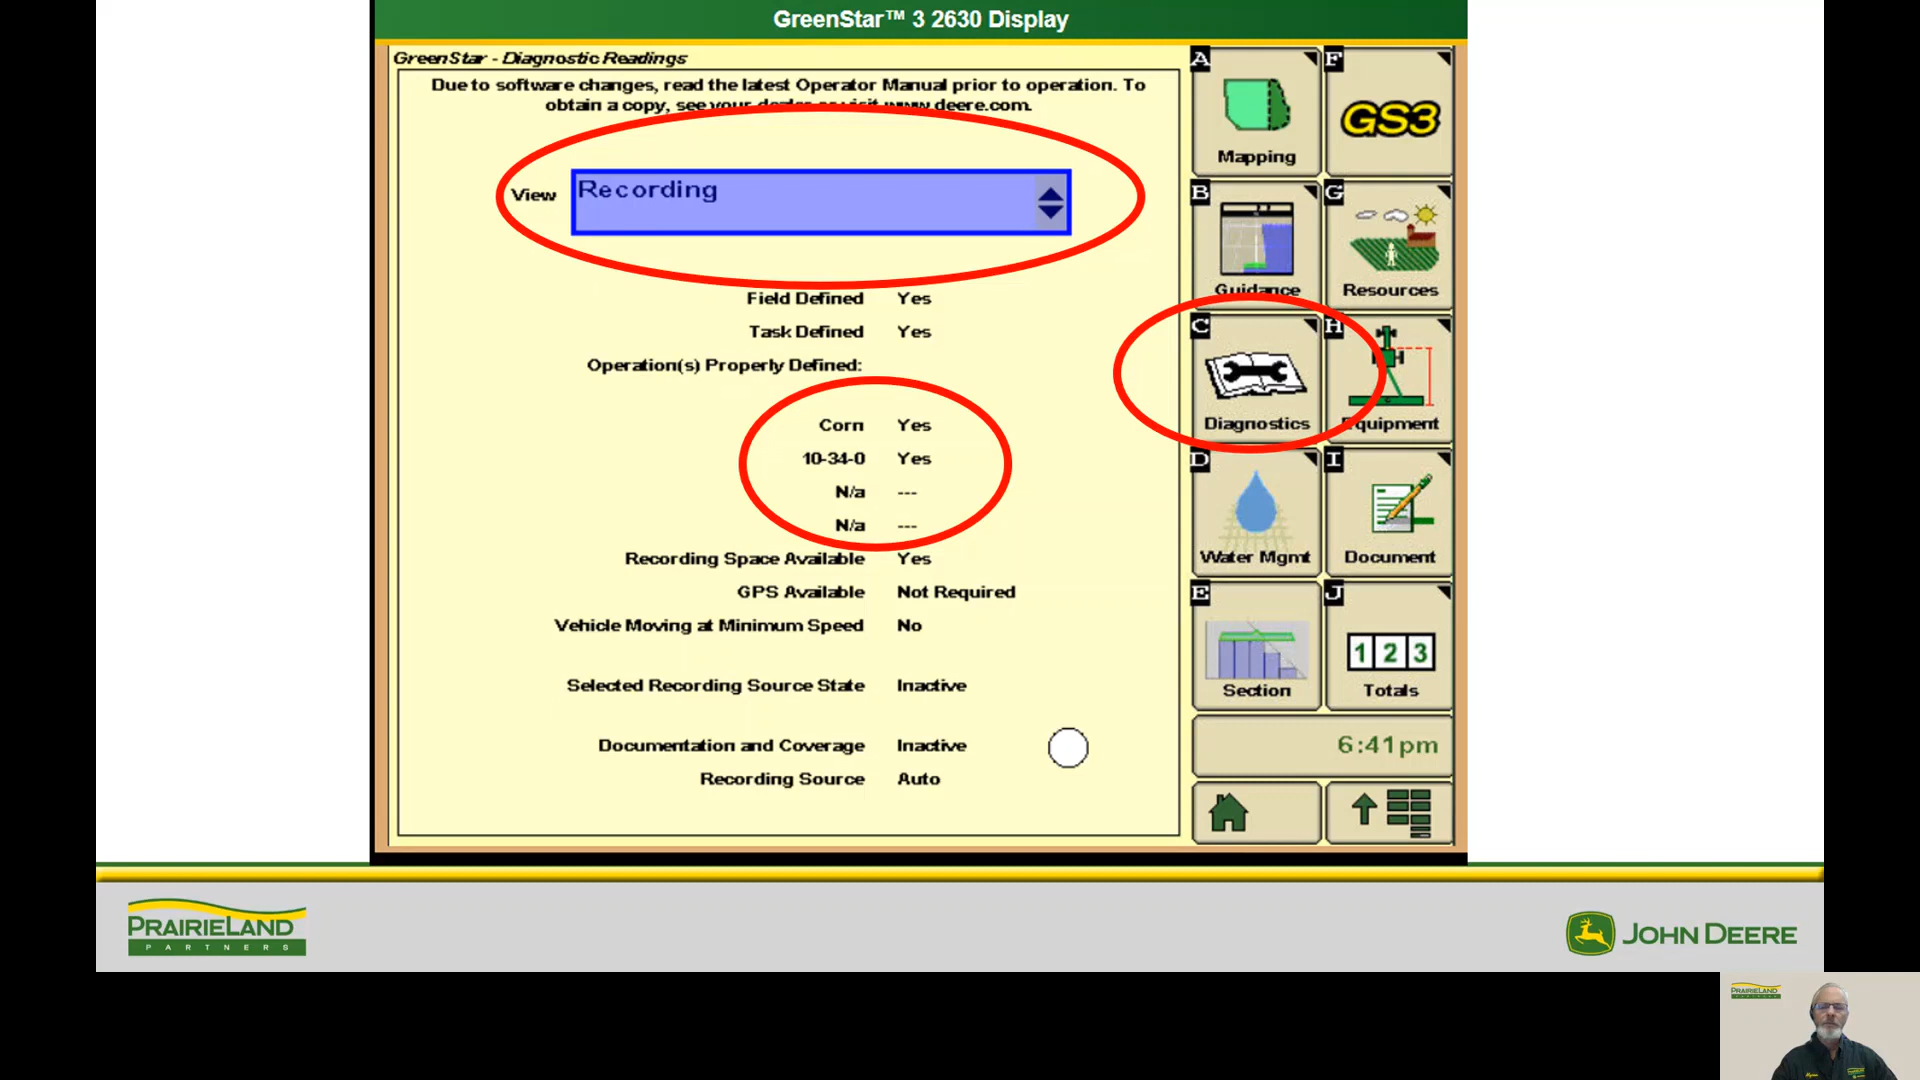 GreenStar™ 3 2630 Display
GreenStar - Diagnostic Readings
Due to software changes, read the latest Operator Manual prior to operation. To
obtain a copy, see your dealer or visit www.deere.com.
View
Recording
Field Defined Yes
Task Defined Yes
Operation(s) Properly Defined:
Corn Yes
10-34-0 Yes
N/a ---
N/a ---
Recording Space Available Yes
GPS Available Not Required
Vehicle Moving at Minimum Speed No
Selected Recording Source State Inactive
Documentation and Coverage Inactive
Recording Source Auto
A
Mapping
F
GS3
B
Guidance
G
Resources
C
Diagnostics
H
Equipment
D
Water Mgmt
I
Document
E
Section
J
1 2 3
Totals
6:41pm
PRAIRIELAND
PARTNERS
JOHN DEERE
PRAIRIELAND